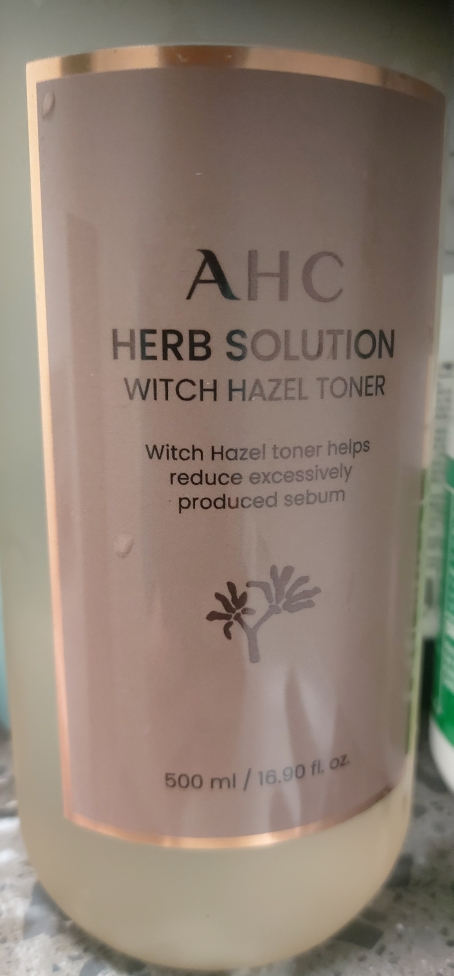 AHC
HERB SOLUTION
WITCH HAZEL TONER
Witch Hazel toner helps
reduce excessively
produced sebum
500 ml / 16.90 fl. oz.